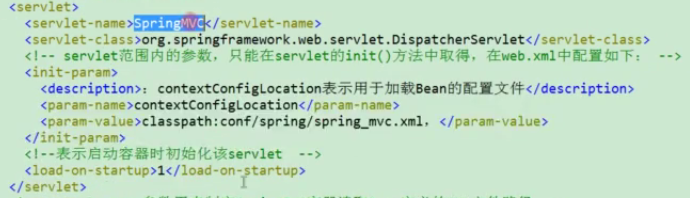 <servlet>
<servlet-name>SpringMVC</servlet-name>
<servlet-class>org.springframework.web.servlet.DispatcherServlet</servlet-class>
<!-- servlet范围内的参数，只能在servlet的init()方法中取得，在web.xml中配置如下： -->
<init-param>
<description>：contextConfigLocation表示用于加载Bean的配置文件</description>
<param-name>contextConfigLocation</param-name>
<param-value>classpath:conf/spring/spring_mvc.xml，</param-value>
</init-param>
<!--表示启动容器时初始化该servlet -->
<load-on-startup>1</load-on-startup>
</servlet>